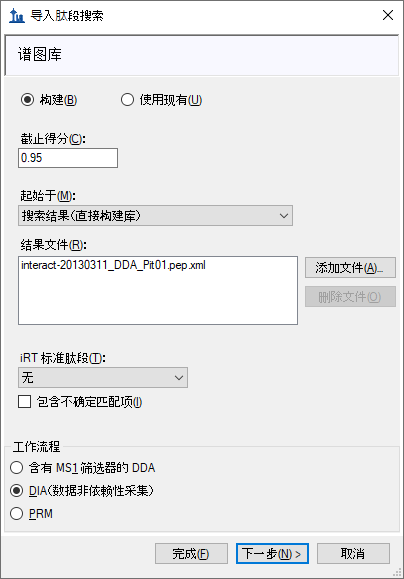 导入肽段搜索
谱图库
构建(B)
使用现有(U)
截止得分(C):
0.95
起始于(M):
搜索结果(直接构建库)
结果文件(R):
interact-20130311_DDA_Pit01.pep.xml
添加文件(A)...
删除文件(O)
iRT 标准肽段(T):
无
包含不确定匹配项(I)
工作流程
含有 MS1 筛选器的 DDA
DIA(数据非依赖性采集)
PRM
完成(F)
下一步(N) >
取消